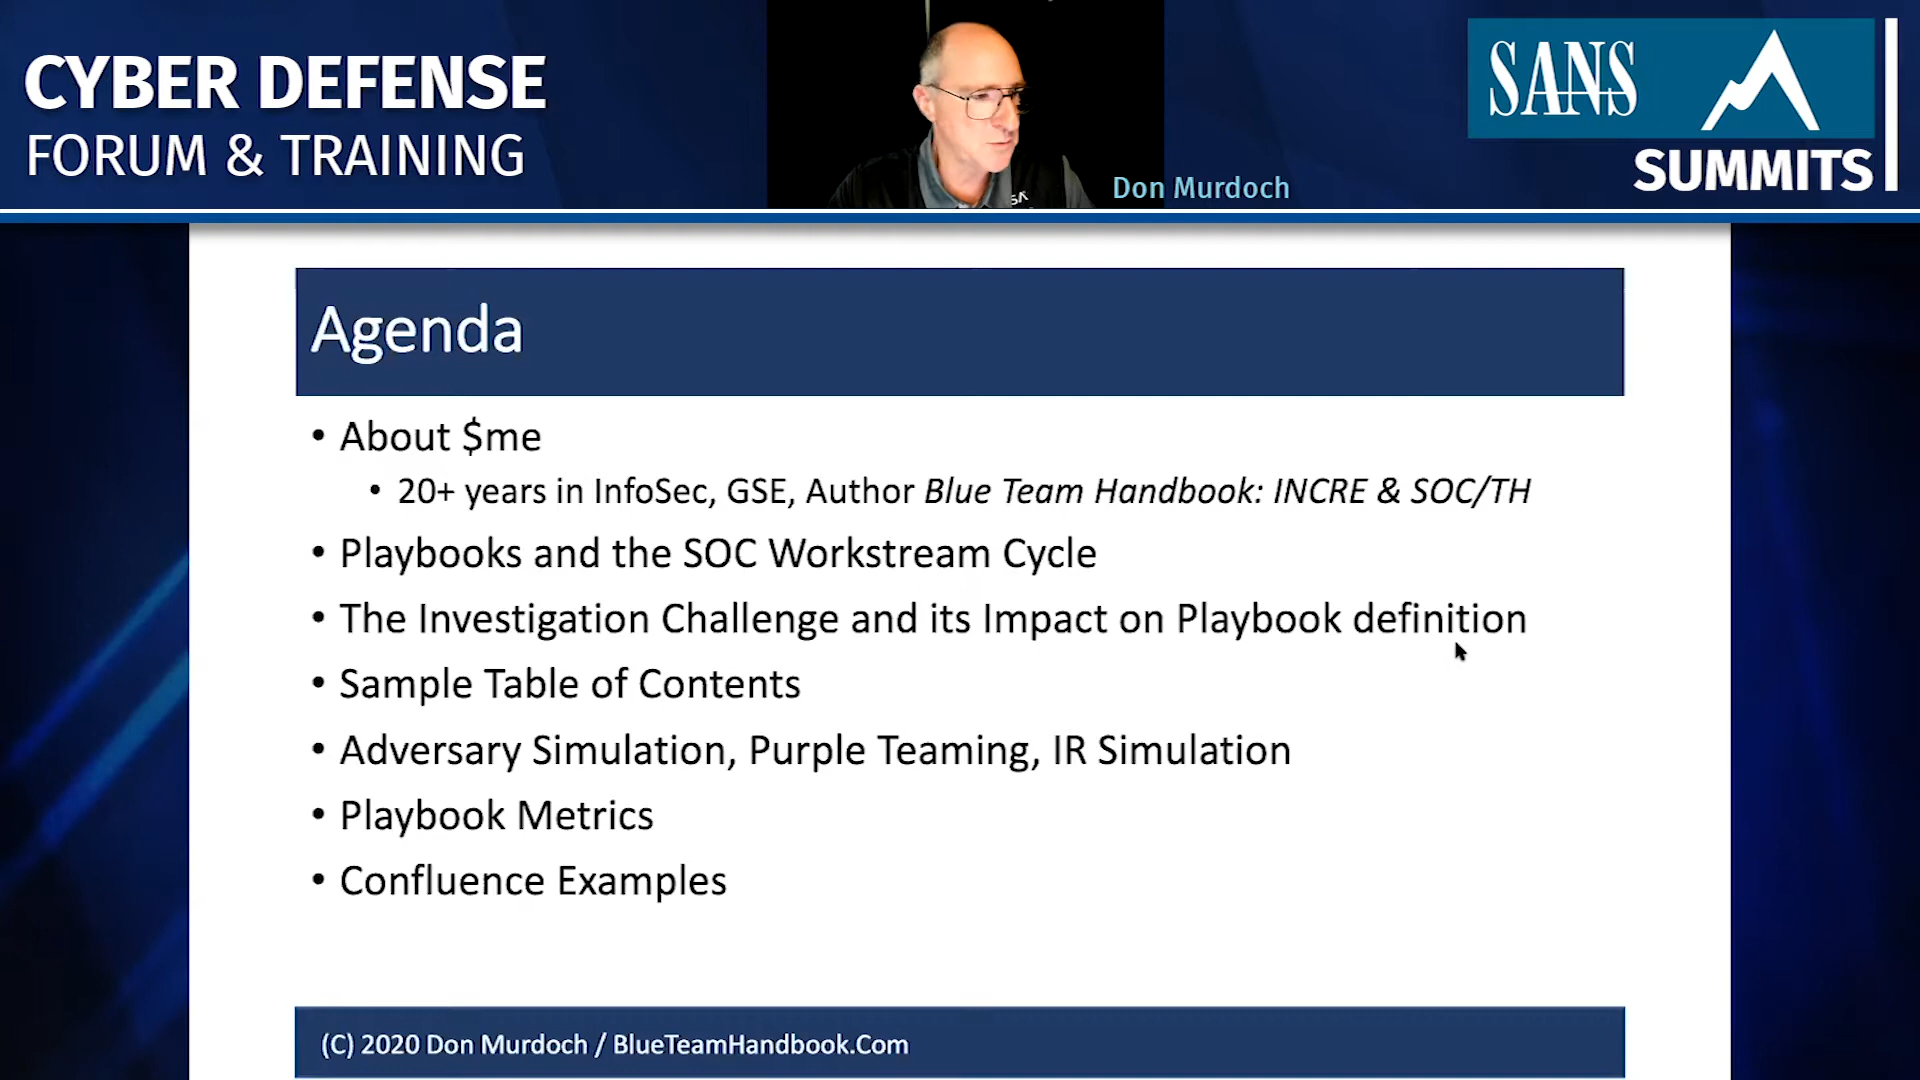 CYBER DEFENSE
FORUM & TRAINING
Don Murdoch
SANS
SUMMITS
Agenda
• About $me
• 20+ years in InfoSec, GSE, Author Blue Team Handbook: INCRE & SOC/TH
• Playbooks and the SOC Workstream Cycle
• The Investigation Challenge and its Impact on Playbook definition
• Sample Table of Contents
• Adversary Simulation, Purple Teaming, IR Simulation
• Playbook Metrics
• Confluence Examples
(C) 2020 Don Murdoch / BlueTeamHandbook.Com